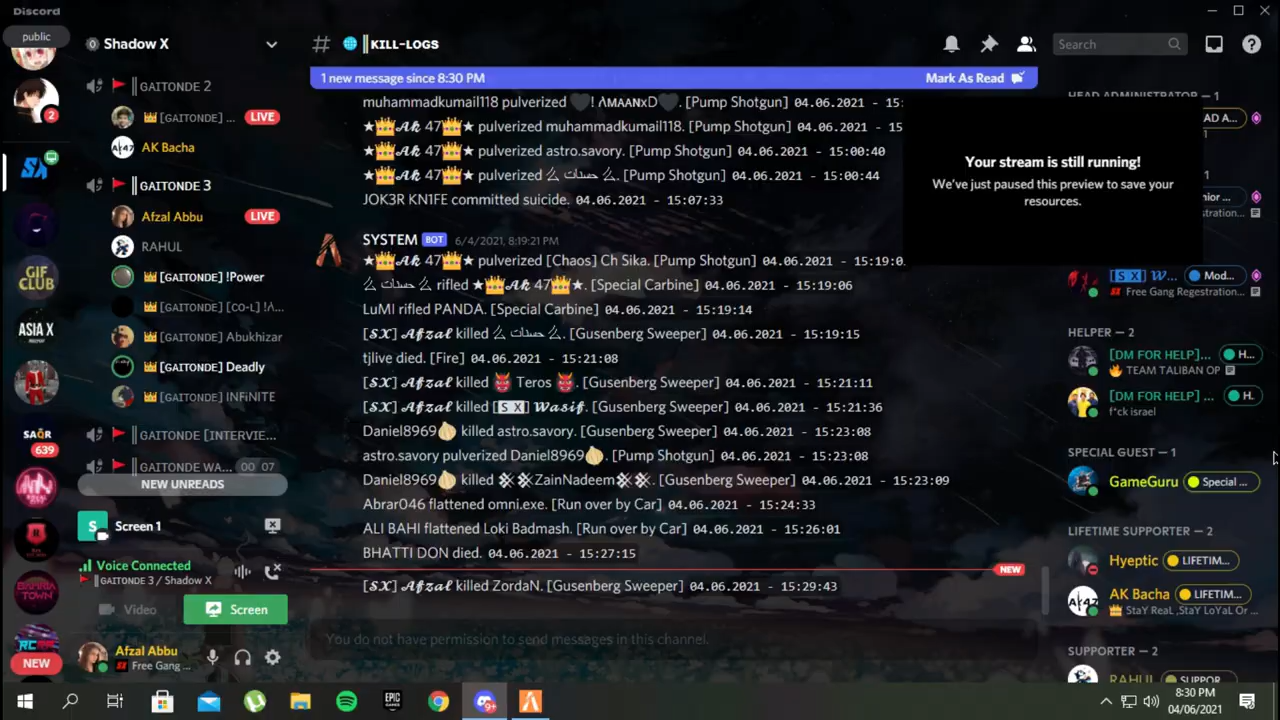 Discord
public
Shadow X
KILL-LOGS
Search
1 new message since 8:30 PM
Mark As Read
GAITONDE 2
[GAITONDE] ...
LIVE
AK Bacha
GAITONDE 3
Afzal Abbu
LIVE
RAHUL
[GAITONDE] !Power
[GAITONDE] [CO-L] !/\...
[GAITONDE] Abukhizar
[GAITONDE] Deadly
[GAITONDE] INFiNITE
GAITONDE [INTERVIE...
GAITONDE WA...
00 : 07
NEW UNREADS
Screen 1
Voice Connected
GAITONDE 3 / Shadow X
Video
Screen
Afzal Abbu
Free Gang ...
2
GIF CLUB
ASIA X
SAQR
639
NEW
muhammadkumail118 pulverized 🖤! ΛMAANxD🖤. [Pump Shotgun] 04.06.2021 - 15:
★👑𝓐𝓴 47👑★ pulverized muhammadkumail118. [Pump Shotgun] 04.06.2021 - 15
★👑𝓐𝓴 47👑★ pulverized astro.savory. [Pump Shotgun] 04.06.2021 - 15:00:40
★👑𝓐𝓴 47👑★ pulverized حسنات. [Pump Shotgun] 04.06.2021 - 15:00:44
JOK3R KN1FE committed suicide. 04.06.2021 - 15:07:33
SYSTEM BOT 6/4/2021, 8:19:21 PM
★👑𝓐𝓴 47👑★ pulverized [Chaos] Ch Sika. [Pump Shotgun] 04.06.2021 - 15:19:0
حسنات rifled ★👑𝓐𝓴 47👑★. [Special Carbine] 04.06.2021 - 15:19:06
LuMI rifled PANDA. [Special Carbine] 04.06.2021 - 15:19:14
[𝑺𝑿] 𝓐𝓯𝔃𝓪𝓵 killed حسنات. [Gusenberg Sweeper] 04.06.2021 - 15:19:15
tjlive died. [Fire] 04.06.2021 - 15:21:08
[𝑺𝑿] 𝓐𝓯𝔃𝓪𝓵 killed 👹 Teros 👹. [Gusenberg Sweeper] 04.06.2021 - 15:21:11
[𝑺𝑿] 𝓐𝓯𝔃𝓪𝓵 killed [🆂🆇] 𝓦𝓪𝓼𝓲𝓯. [Gusenberg Sweeper] 04.06.2021 - 15:21:36
Daniel8969🧄 killed astro.savory. [Gusenberg Sweeper] 04.06.2021 - 15:23:08
astro.savory pulverized Daniel8969🧄. [Pump Shotgun] 04.06.2021 - 15:23:08
Daniel8969🧄 killed ZainNadeem. [Gusenberg Sweeper] 04.06.2021 - 15:23:09
Abrar046 flattened omni.exe. [Run over by Car] 04.06.2021 - 15:24:33
ALI BAHI flattened Loki Badmash. [Run over by Car] 04.06.2021 - 15:26:01
BHATTI DON died. 04.06.2021 - 15:27:15
NEW
[𝑺𝑿] 𝓐𝓯𝔃𝓪𝓵 killed ZordaN. [Gusenberg Sweeper] 04.06.2021 - 15:29:43
You do not have permission to send messages in this channel.
HEAD ADMINISTRATOR — 1
AD A...
Your stream is still running!
We've just paused this preview to save your
resources.
nior ...
[🆂🆇] 𝓦... Mod...
Free Gang Regestration...
HELPER — 2
[DM FOR HELP]... H...
TEAM TALIBAN OP
[DM FOR HELP] ... H.
f*ck israel
SPECIAL GUEST — 1
GameGuru Special ...
LIFETIME SUPPORTER — 2
Hyeptic LIFETIM...
AK Bacha LIFETIM...
StaY ReaL ,StaY LoYaL Or ...
SUPPORTER — 2
RAHUL SUPPOR
EPIC GAMES
8:30 PM
04/06/2021